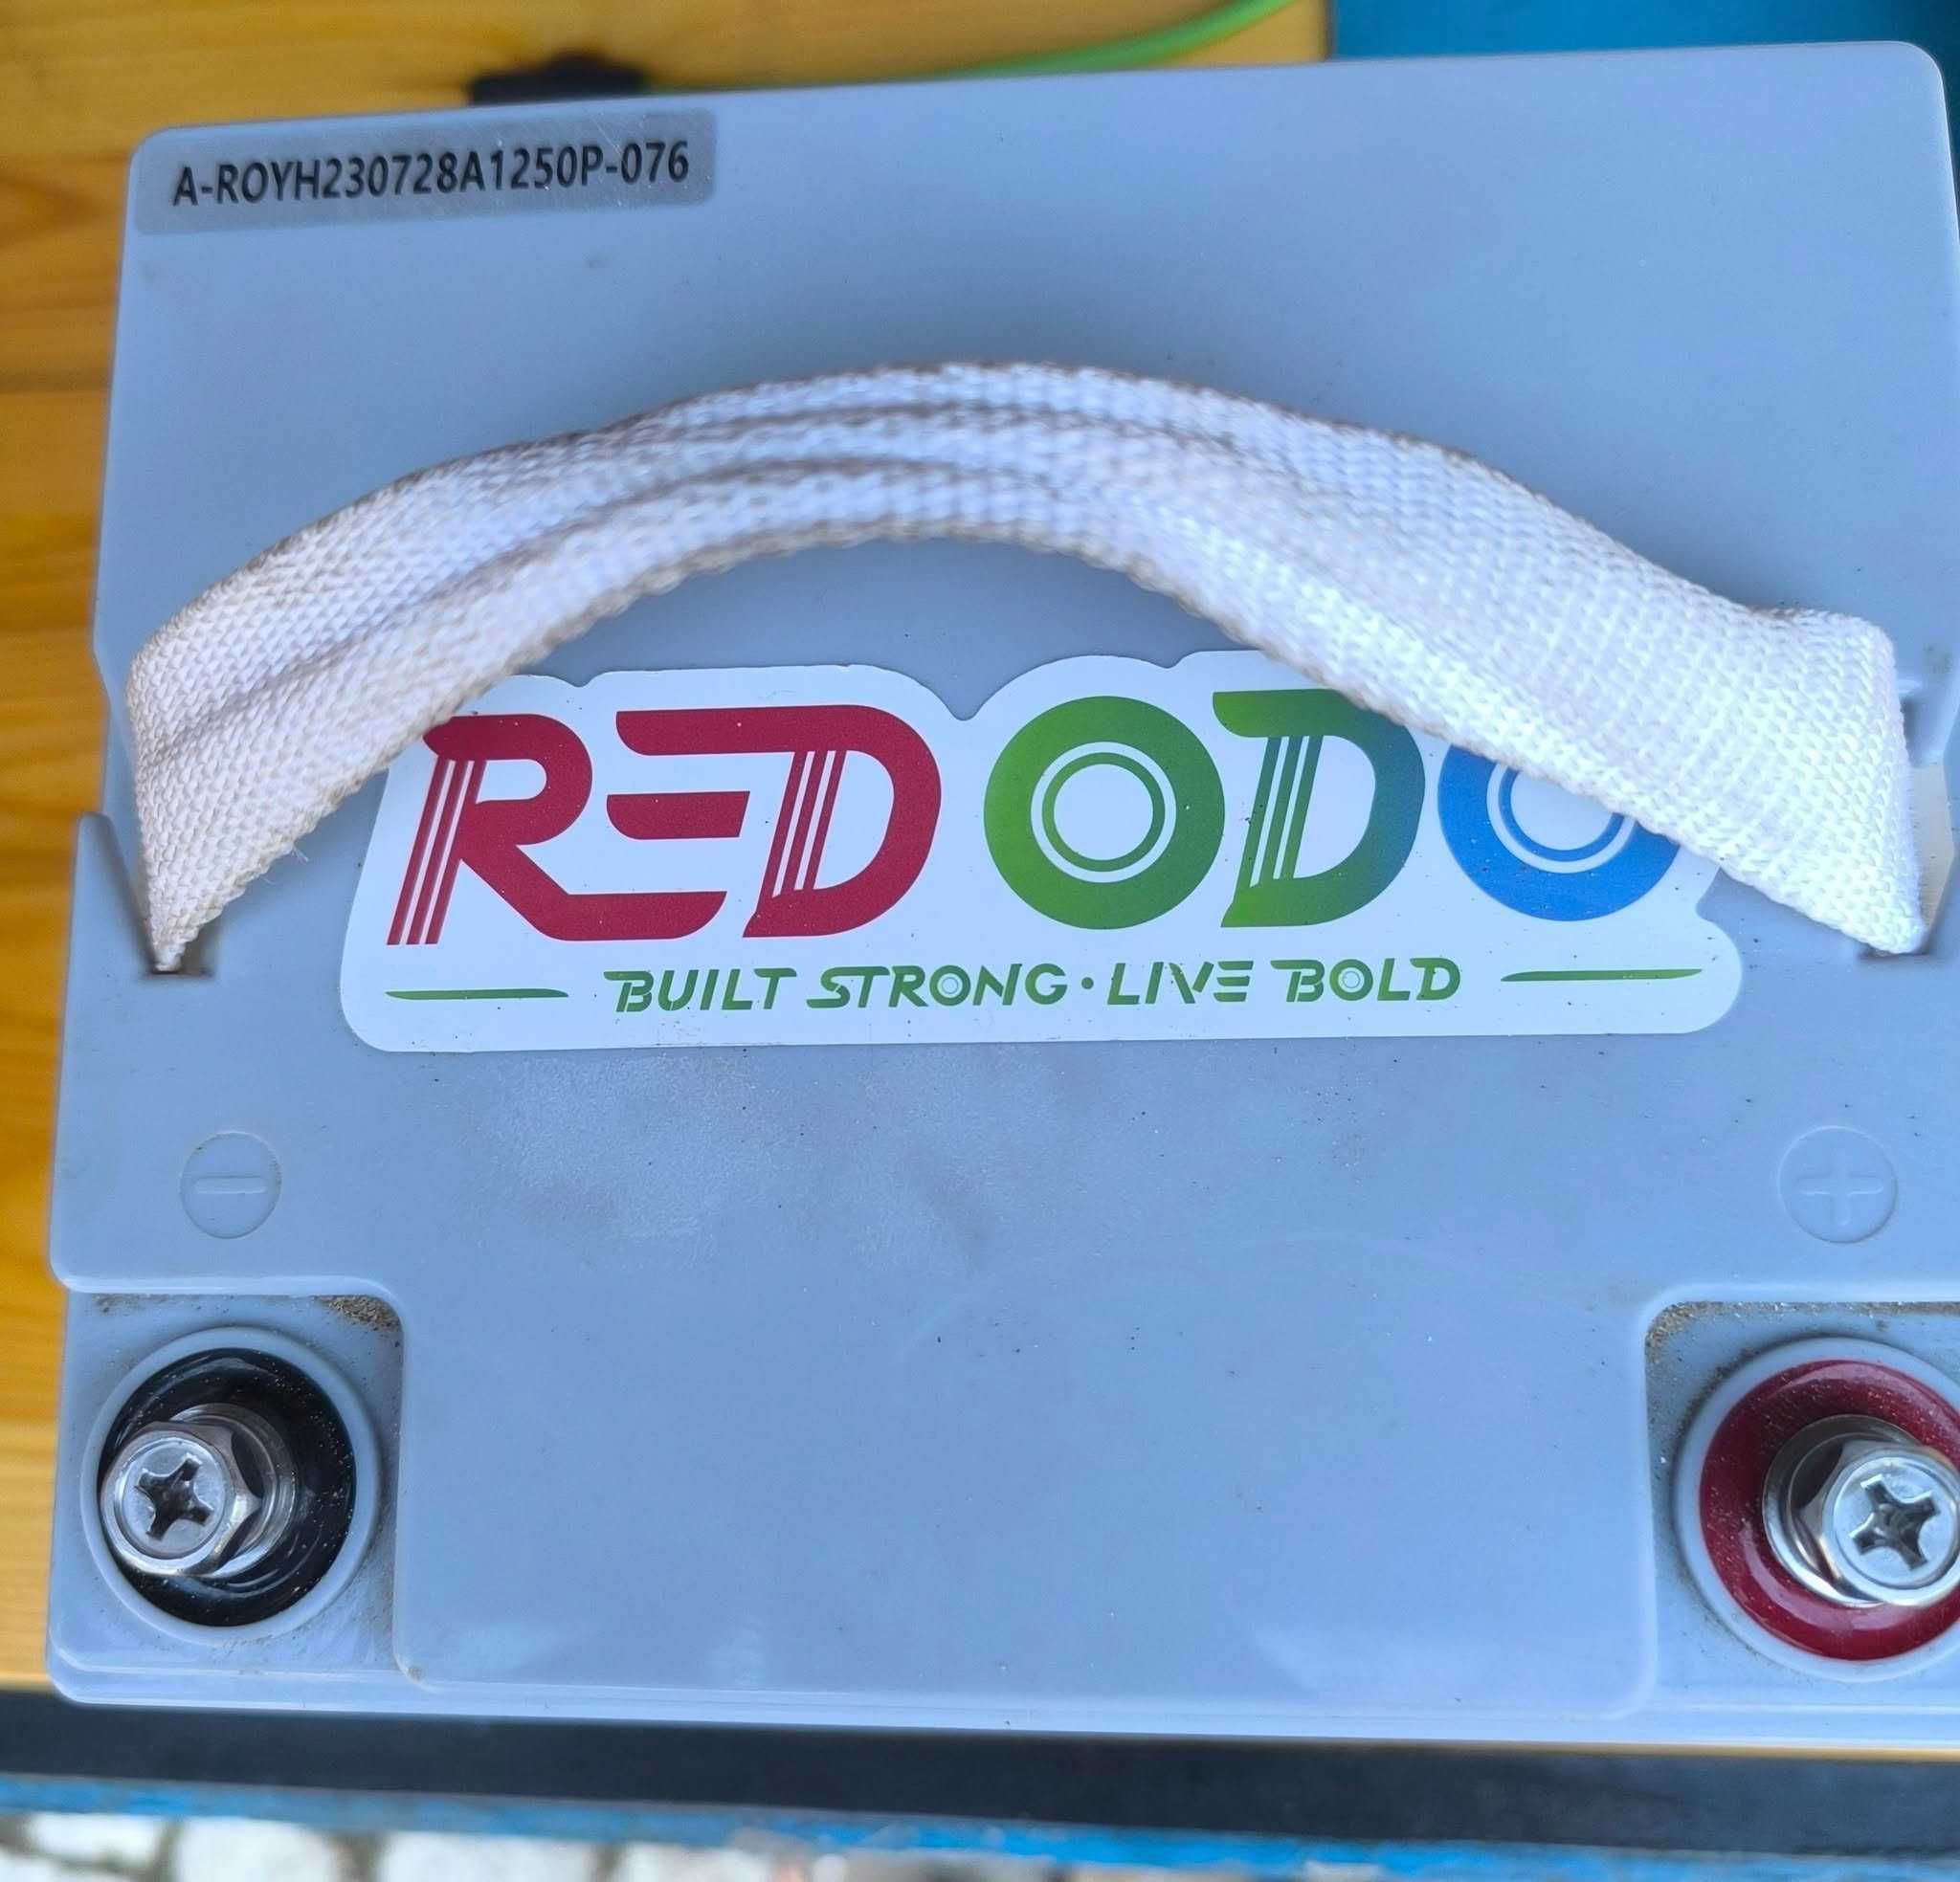 A-ROYH230728A1250P-076
REDODO
BUILT STRONG·LIVE BOLD